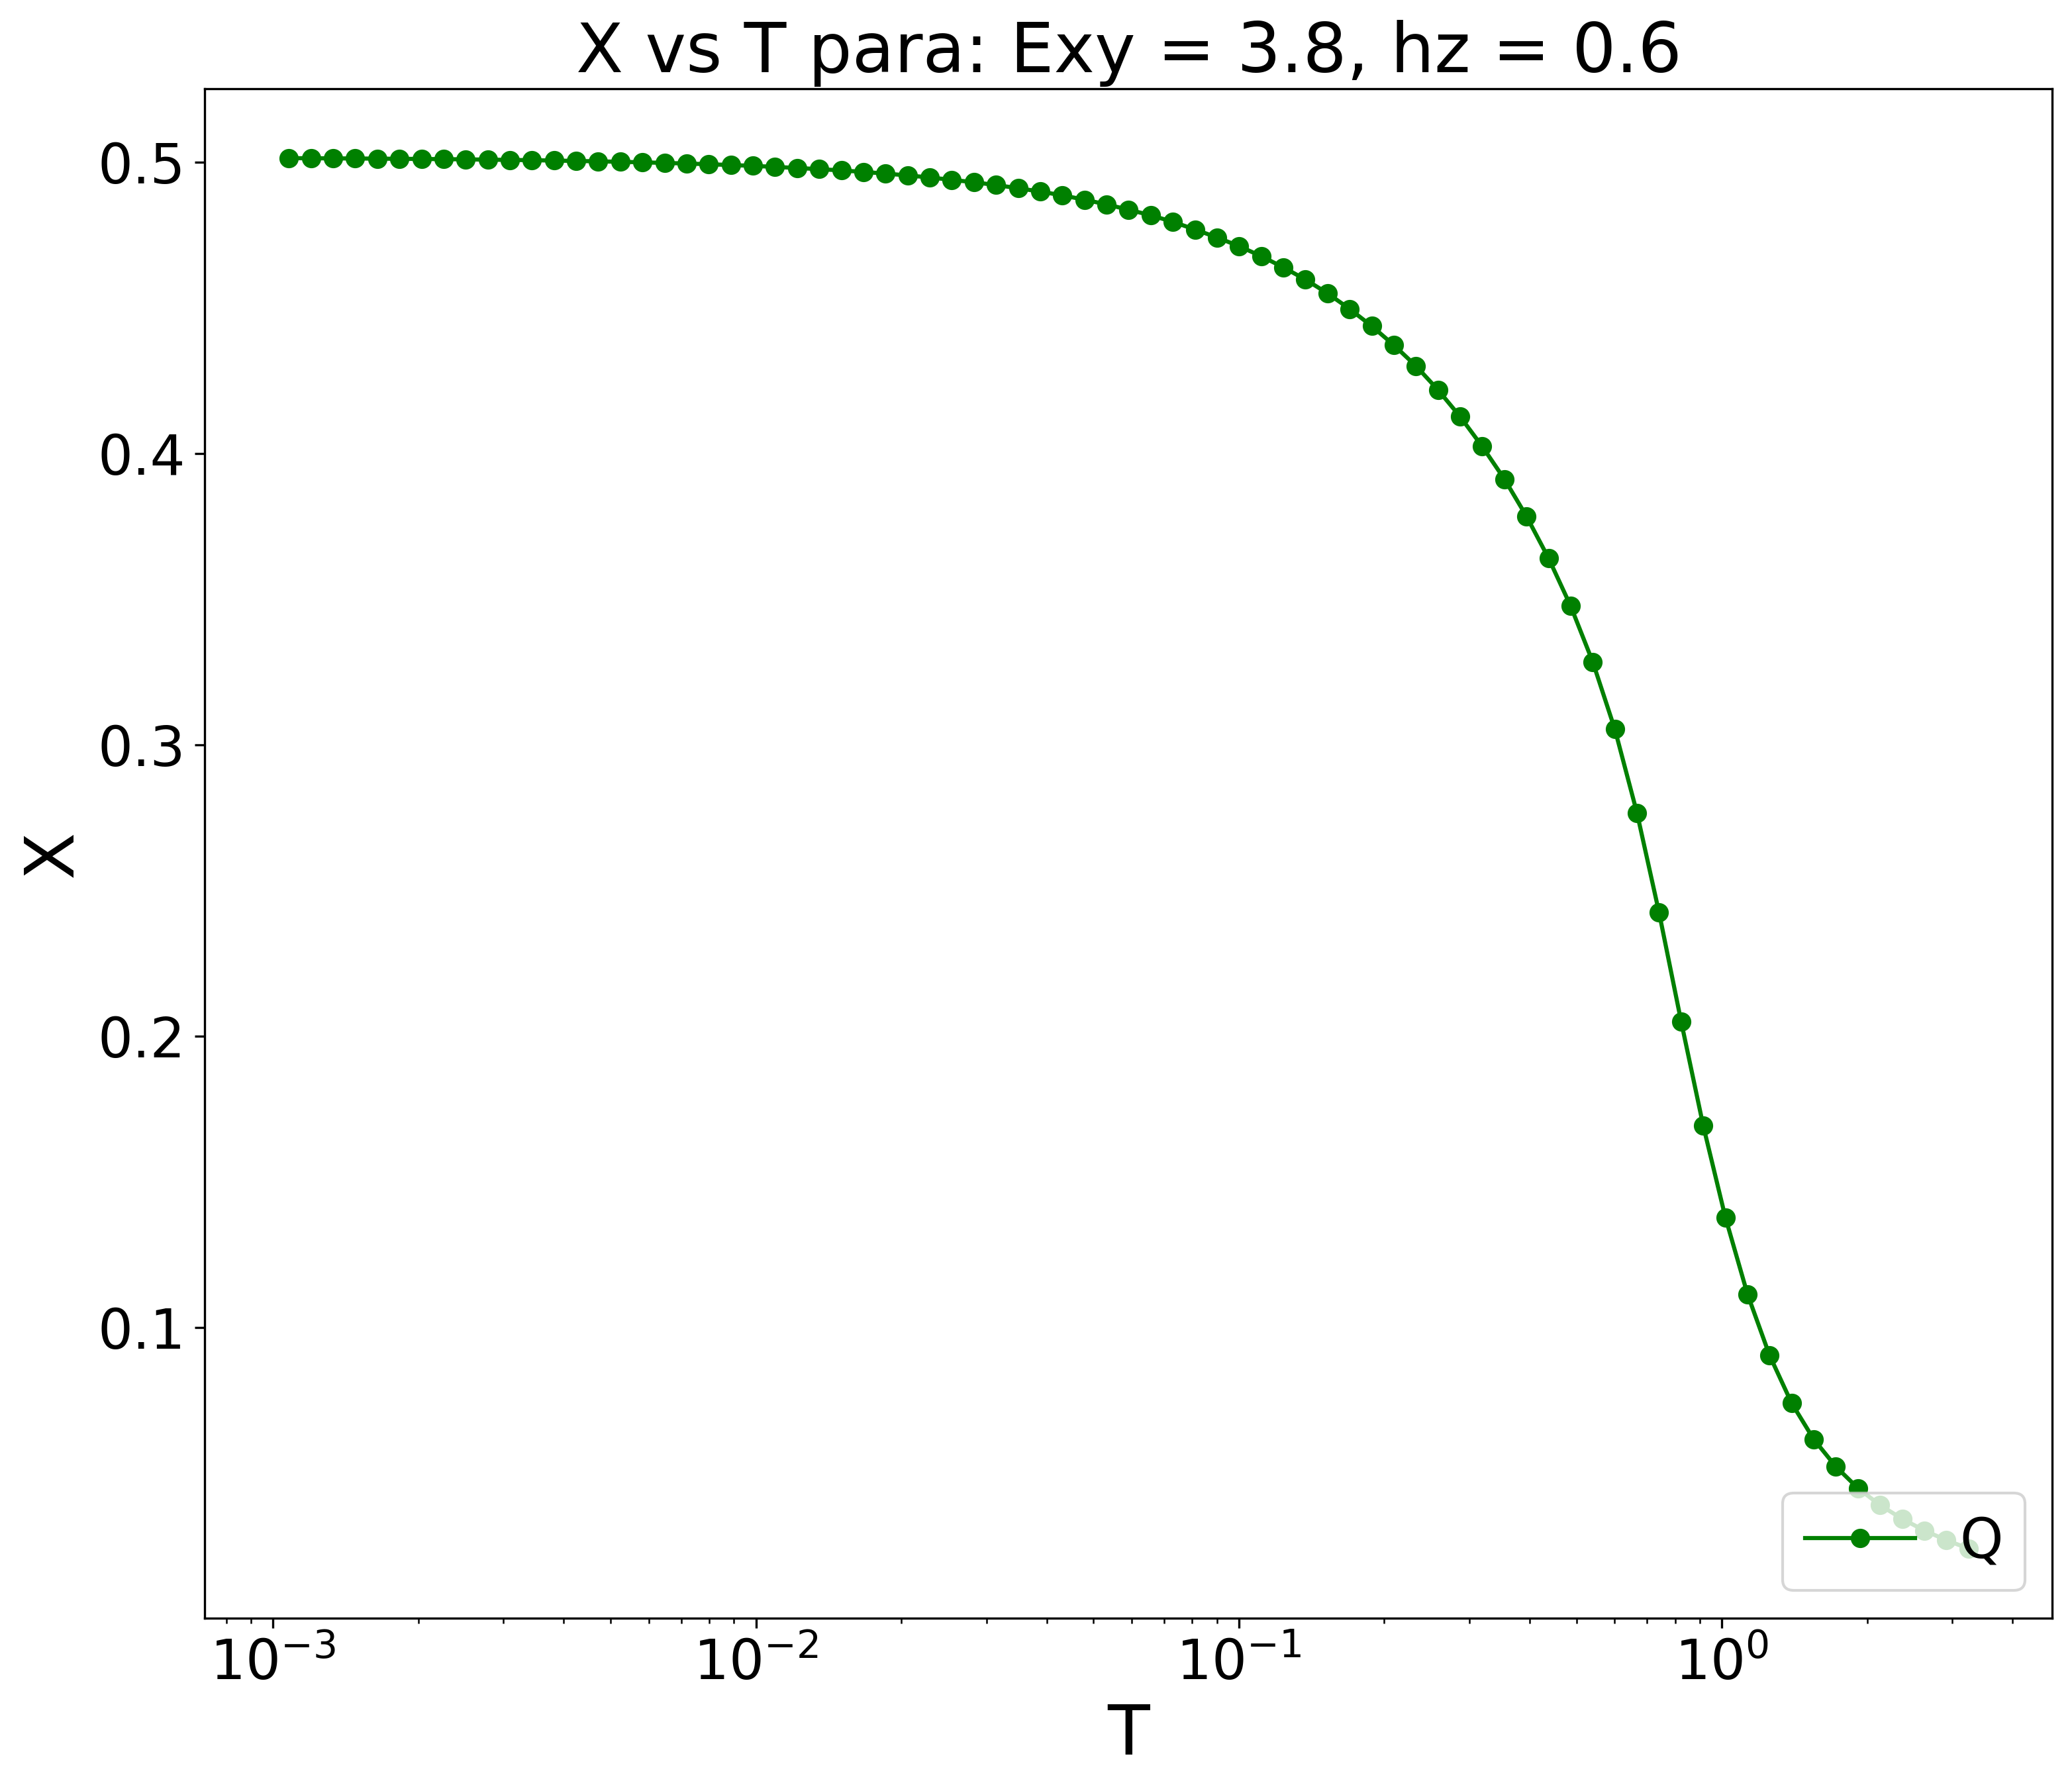 X vs T para: Exy = 3.8, hz = 0.6
0.5
0.4
0.3
0.2
0.1
X
10⁻³ 10⁻² 10⁻¹ 10⁰
T
Q